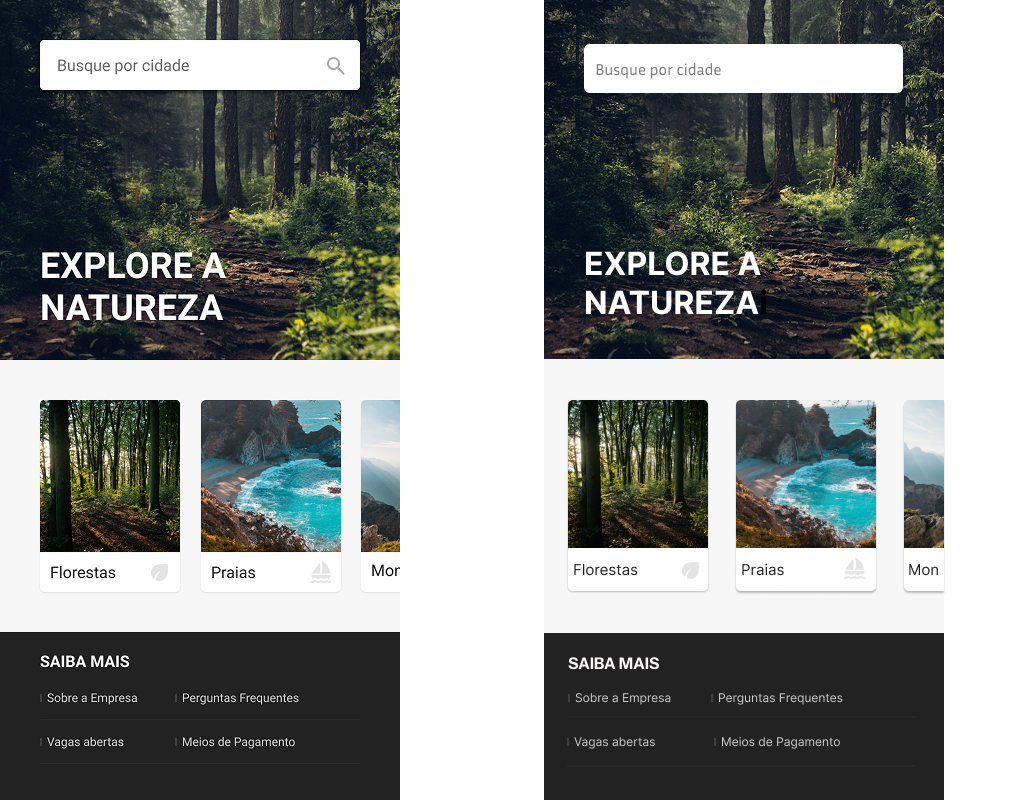 Busque por cidade
EXPLORE A
NATUREZA
Florestas
Praias
Mon
SAIBA MAIS
Sobre a Empresa
Perguntas Frequentes
Vagas abertas
Meios de Pagamento
Busque por cidade
EXPLORE A
NATUREZA
Florestas
Praias
Mon
SAIBA MAIS
Sobre a Empresa
Perguntas Frequentes
Vagas abertas
Meios de Pagamento